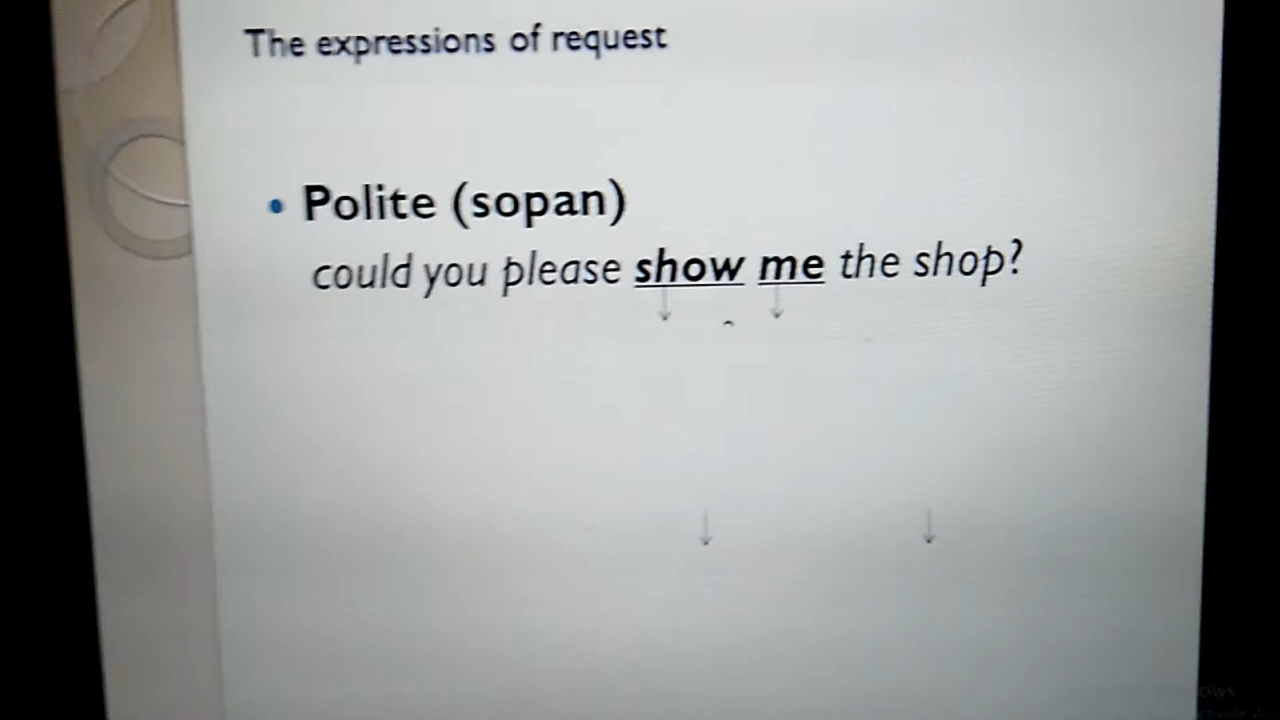 The expressions of request
• Polite (sopan)
could you please show me the shop?